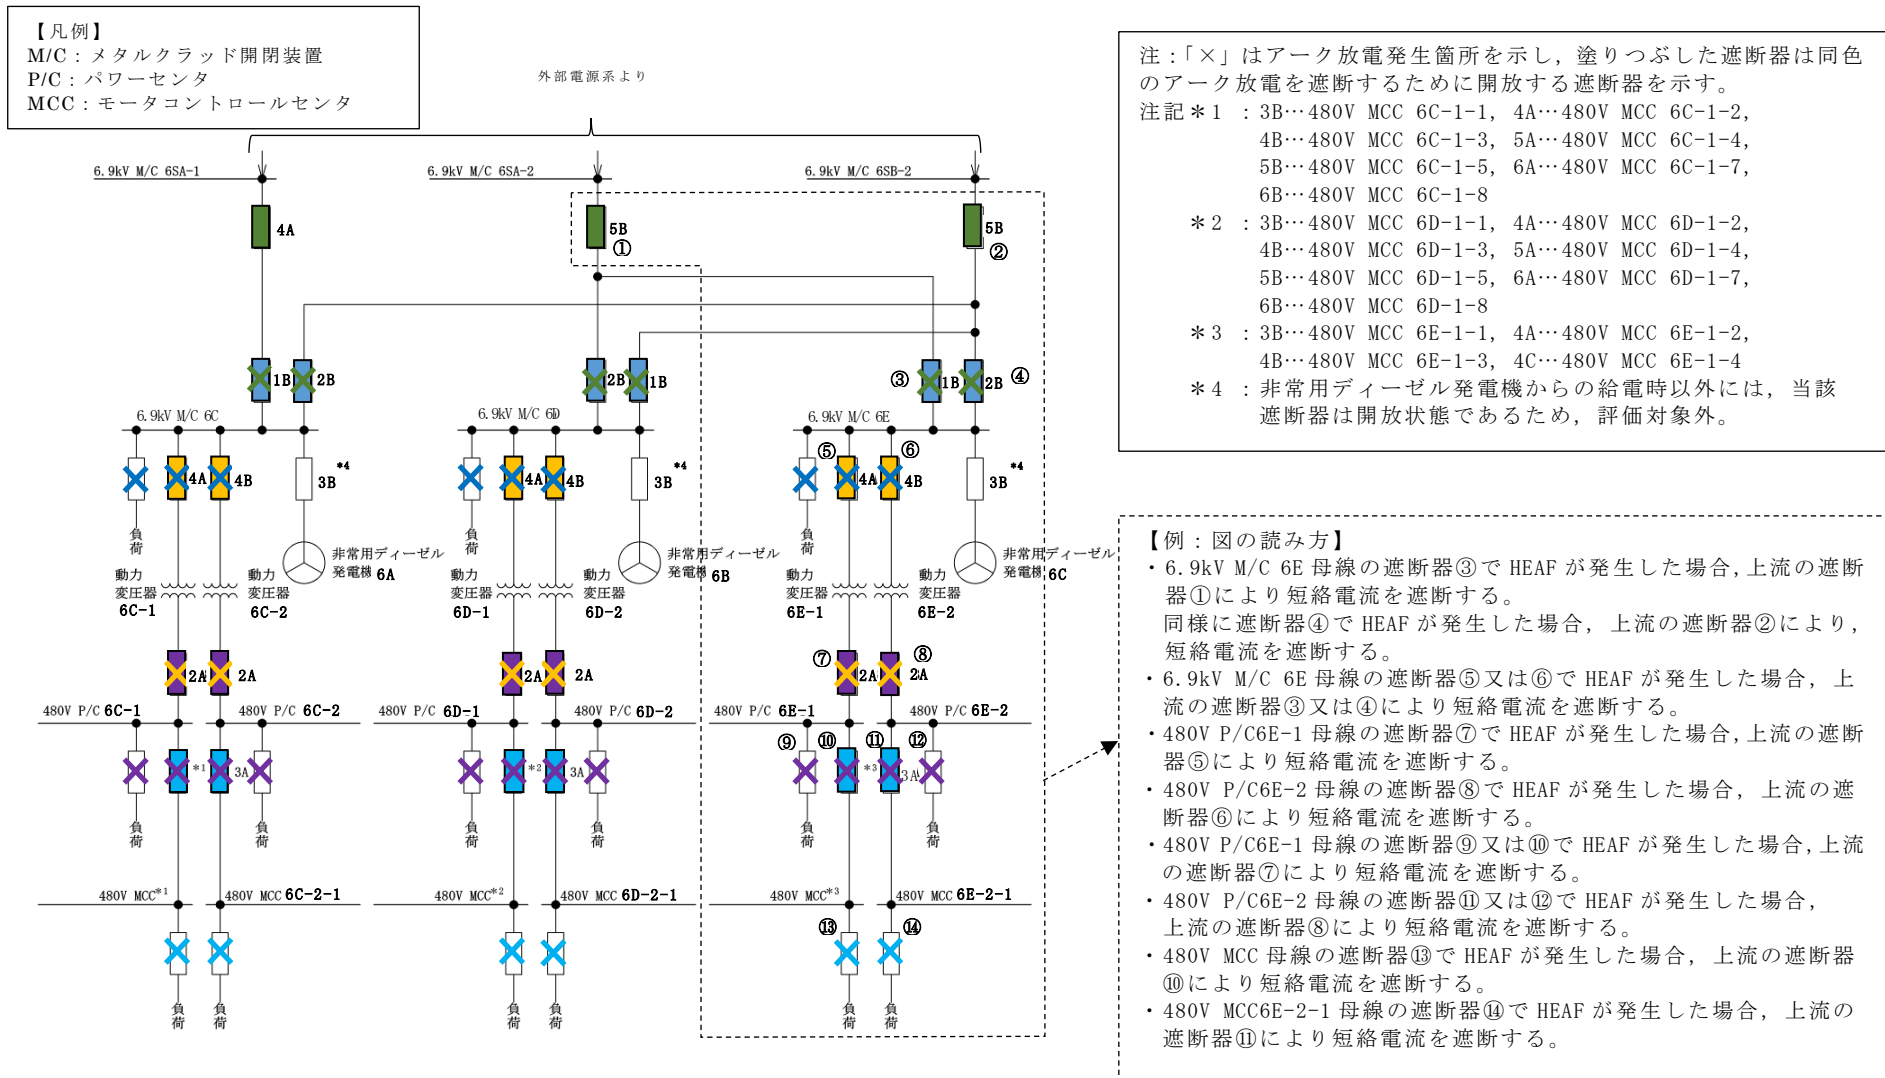 【凡例】
M/C：メタルクラッド開閉装置
P/C：パワーセンタ
MCC：モータコントロールセンタ
外部電源系より
6.9kV M/C 6SA-1
6.9kV M/C 6SA-2
6.9kV M/C 6SB-2
4A
5B
①
5B
②
1B
2B
2B
1B
③
1B
2B
④
6.9kV M/C 6C
6.9kV M/C 6D
6.9kV M/C 6E
⑤
⑥
4A
4B
3B
*4
4A
4B
3B
*4
4A
4B
3B
*4
負荷
負荷
負荷
非常用ディーゼル
発電機 6A
非常用ディーゼル
発電機 6B
非常用ディーゼル
発電機 6C
動力
変圧器
6C-1
動力
変圧器
6C-2
動力
変圧器
6D-1
動力
変圧器
6D-2
動力
変圧器
6E-1
動力
変圧器
6E-2
2A
2A
2A
2A
⑦
2A
⑧
2A
480V P/C 6C-1
480V P/C 6C-2
480V P/C 6D-1
480V P/C 6D-2
480V P/C 6E-1
480V P/C 6E-2
⑨
⑩
⑪
⑫
*1
3A
*2
3A
*3
3A
負荷
負荷
負荷
負荷
負荷
負荷
480V MCC*1
480V MCC 6C-2-1
480V MCC*2
480V MCC 6D-2-1
480V MCC*3
480V MCC 6E-2-1
⑬
⑭
負荷
負荷
負荷
負荷
負荷
負荷
注：「×」はアーク放電発生箇所を示し，塗りつぶした遮断器は同色
のアーク放電を遮断するために開放する遮断器を示す。
注記＊1 ：3B…480V MCC 6C-1-1, 4A…480V MCC 6C-1-2,
4B…480V MCC 6C-1-3, 5A…480V MCC 6C-1-4,
5B…480V MCC 6C-1-5, 6A…480V MCC 6C-1-7,
6B…480V MCC 6C-1-8
＊2 ：3B…480V MCC 6D-1-1, 4A…480V MCC 6D-1-2,
4B…480V MCC 6D-1-3, 5A…480V MCC 6D-1-4,
5B…480V MCC 6D-1-5, 6A…480V MCC 6D-1-7,
6B…480V MCC 6D-1-8
＊3 ：3B…480V MCC 6E-1-1, 4A…480V MCC 6E-1-2,
4B…480V MCC 6E-1-3, 4C…480V MCC 6E-1-4
＊4 ：非常用ディーゼル発電機からの給電時以外には，当該
遮断器は開放状態であるため，評価対象外。
【例：図の読み方】
・6.9kV M/C 6E 母線の遮断器③で HEAF が発生した場合，上流の遮断
器①により短絡電流を遮断する。
同様に遮断器④で HEAF が発生した場合，上流の遮断器②により，
短絡電流を遮断する。
・6.9kV M/C 6E 母線の遮断器⑤又は⑥で HEAF が発生した場合，上
流の遮断器③又は④により短絡電流を遮断する。
・480V P/C6E-1 母線の遮断器⑦で HEAF が発生した場合，上流の遮断
器⑤により短絡電流を遮断する。
・480V P/C6E-2 母線の遮断器⑧で HEAF が発生した場合，上流の遮
断器⑥により短絡電流を遮断する。
・480V P/C6E-1 母線の遮断器⑨又は⑩で HEAF が発生した場合，上流
の遮断器⑦により短絡電流を遮断する。
・480V P/C6E-2 母線の遮断器⑪又は⑫で HEAF が発生した場合，
上流の遮断器⑧により短絡電流を遮断する。
・480V MCC 母線の遮断器⑬で HEAF が発生した場合，上流の遮断器
⑩により短絡電流を遮断する。
・480V MCC6E-2-1 母線の遮断器⑭で HEAF が発生した場合，上流の
遮断器⑪により短絡電流を遮断する。